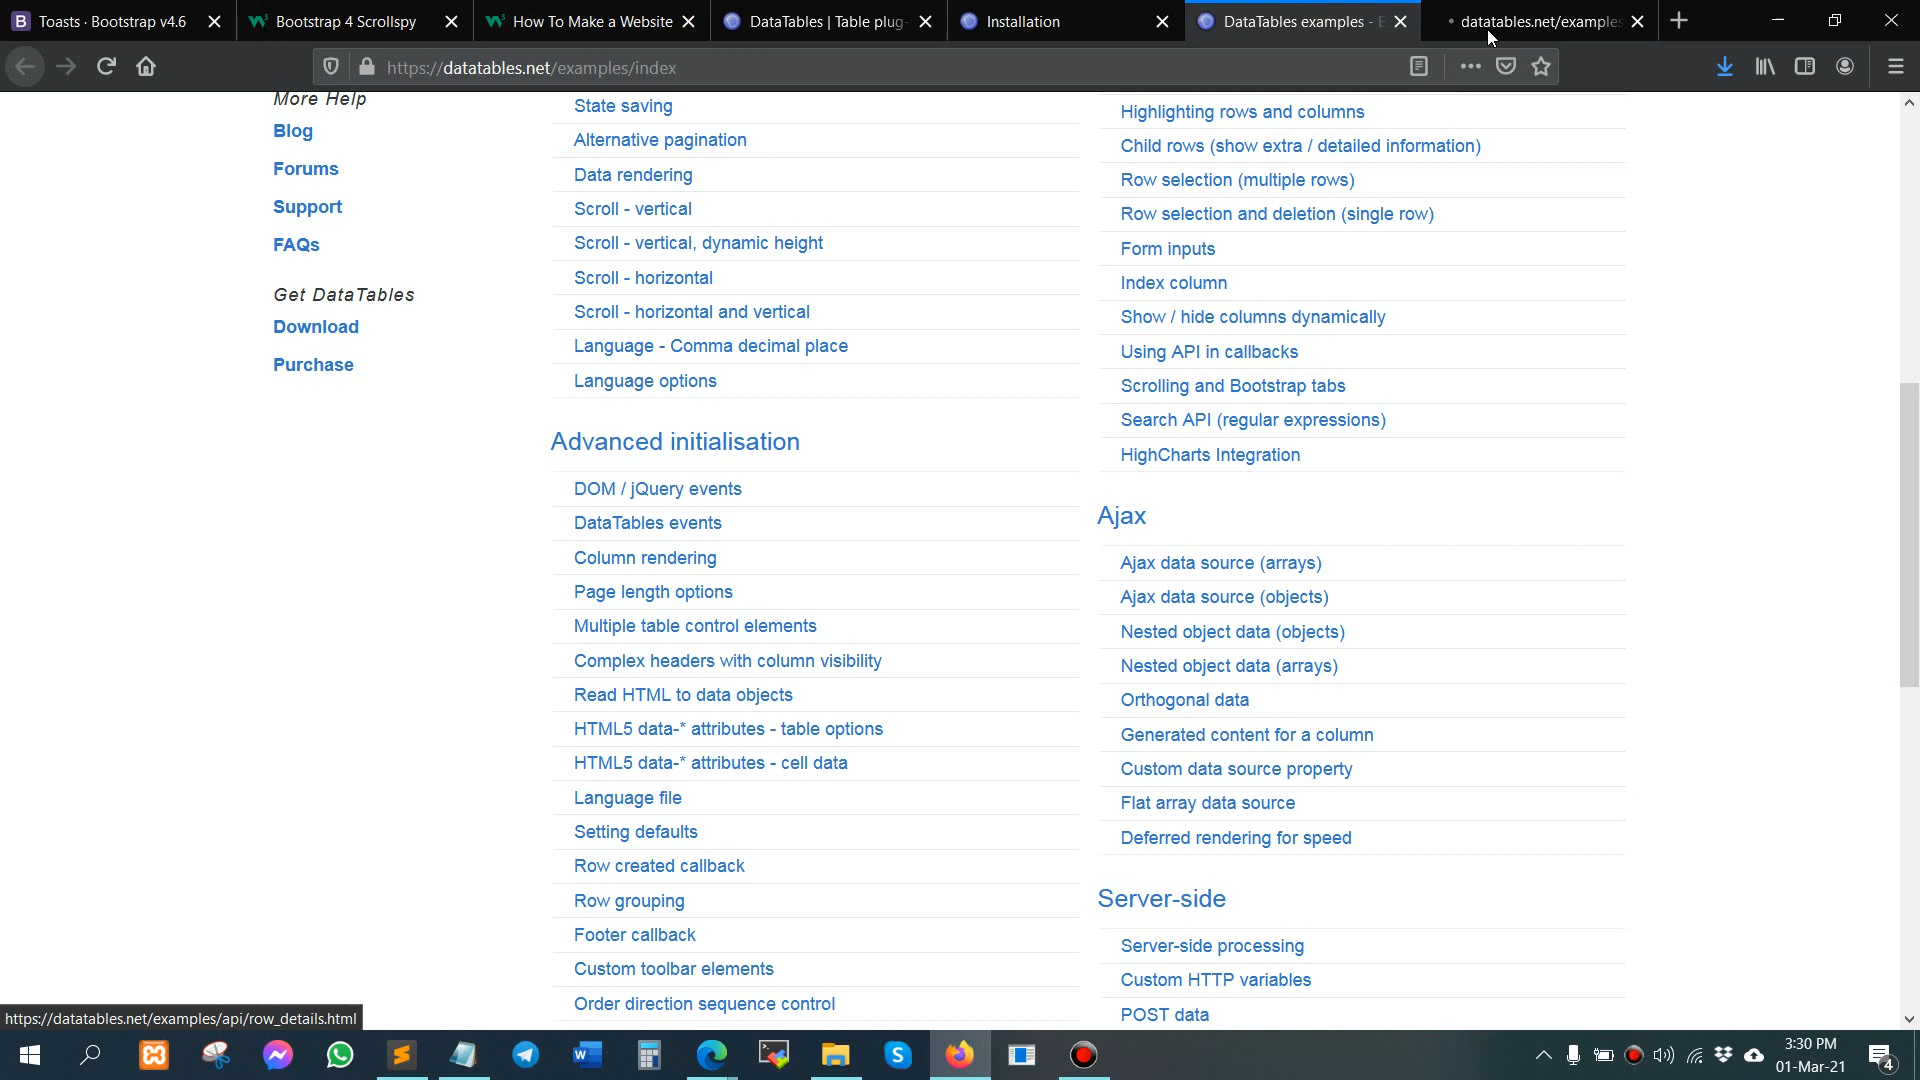 Toasts · Bootstrap v4.6
Bootstrap 4 Scrollspy
How To Make a Website
DataTables | Table plug-
Installation
DataTables examples -
datatables.net/examples
https://datatables.net/examples/index
More Help
Blog
Forums
Support
FAQs
Get DataTables
Download
Purchase
State saving
Alternative pagination
Data rendering
Scroll - vertical
Scroll - vertical, dynamic height
Scroll - horizontal
Scroll - horizontal and vertical
Language - Comma decimal place
Language options
Advanced initialisation
DOM / jQuery events
DataTables events
Column rendering
Page length options
Multiple table control elements
Complex headers with column visibility
Read HTML to data objects
HTML5 data-* attributes - table options
HTML5 data-* attributes - cell data
Language file
Setting defaults
Row created callback
Row grouping
Footer callback
Custom toolbar elements
Order direction sequence control
Highlighting rows and columns
Child rows (show extra / detailed information)
Row selection (multiple rows)
Row selection and deletion (single row)
Form inputs
Index column
Show / hide columns dynamically
Using API in callbacks
Scrolling and Bootstrap tabs
Search API (regular expressions)
HighCharts Integration
Ajax
Ajax data source (arrays)
Ajax data source (objects)
Nested object data (objects)
Nested object data (arrays)
Orthogonal data
Generated content for a column
Custom data source property
Flat array data source
Deferred rendering for speed
Server-side
Server-side processing
Custom HTTP variables
POST data
https://datatables.net/examples/api/row_details.html
3:30 PM
01-Mar-21
4